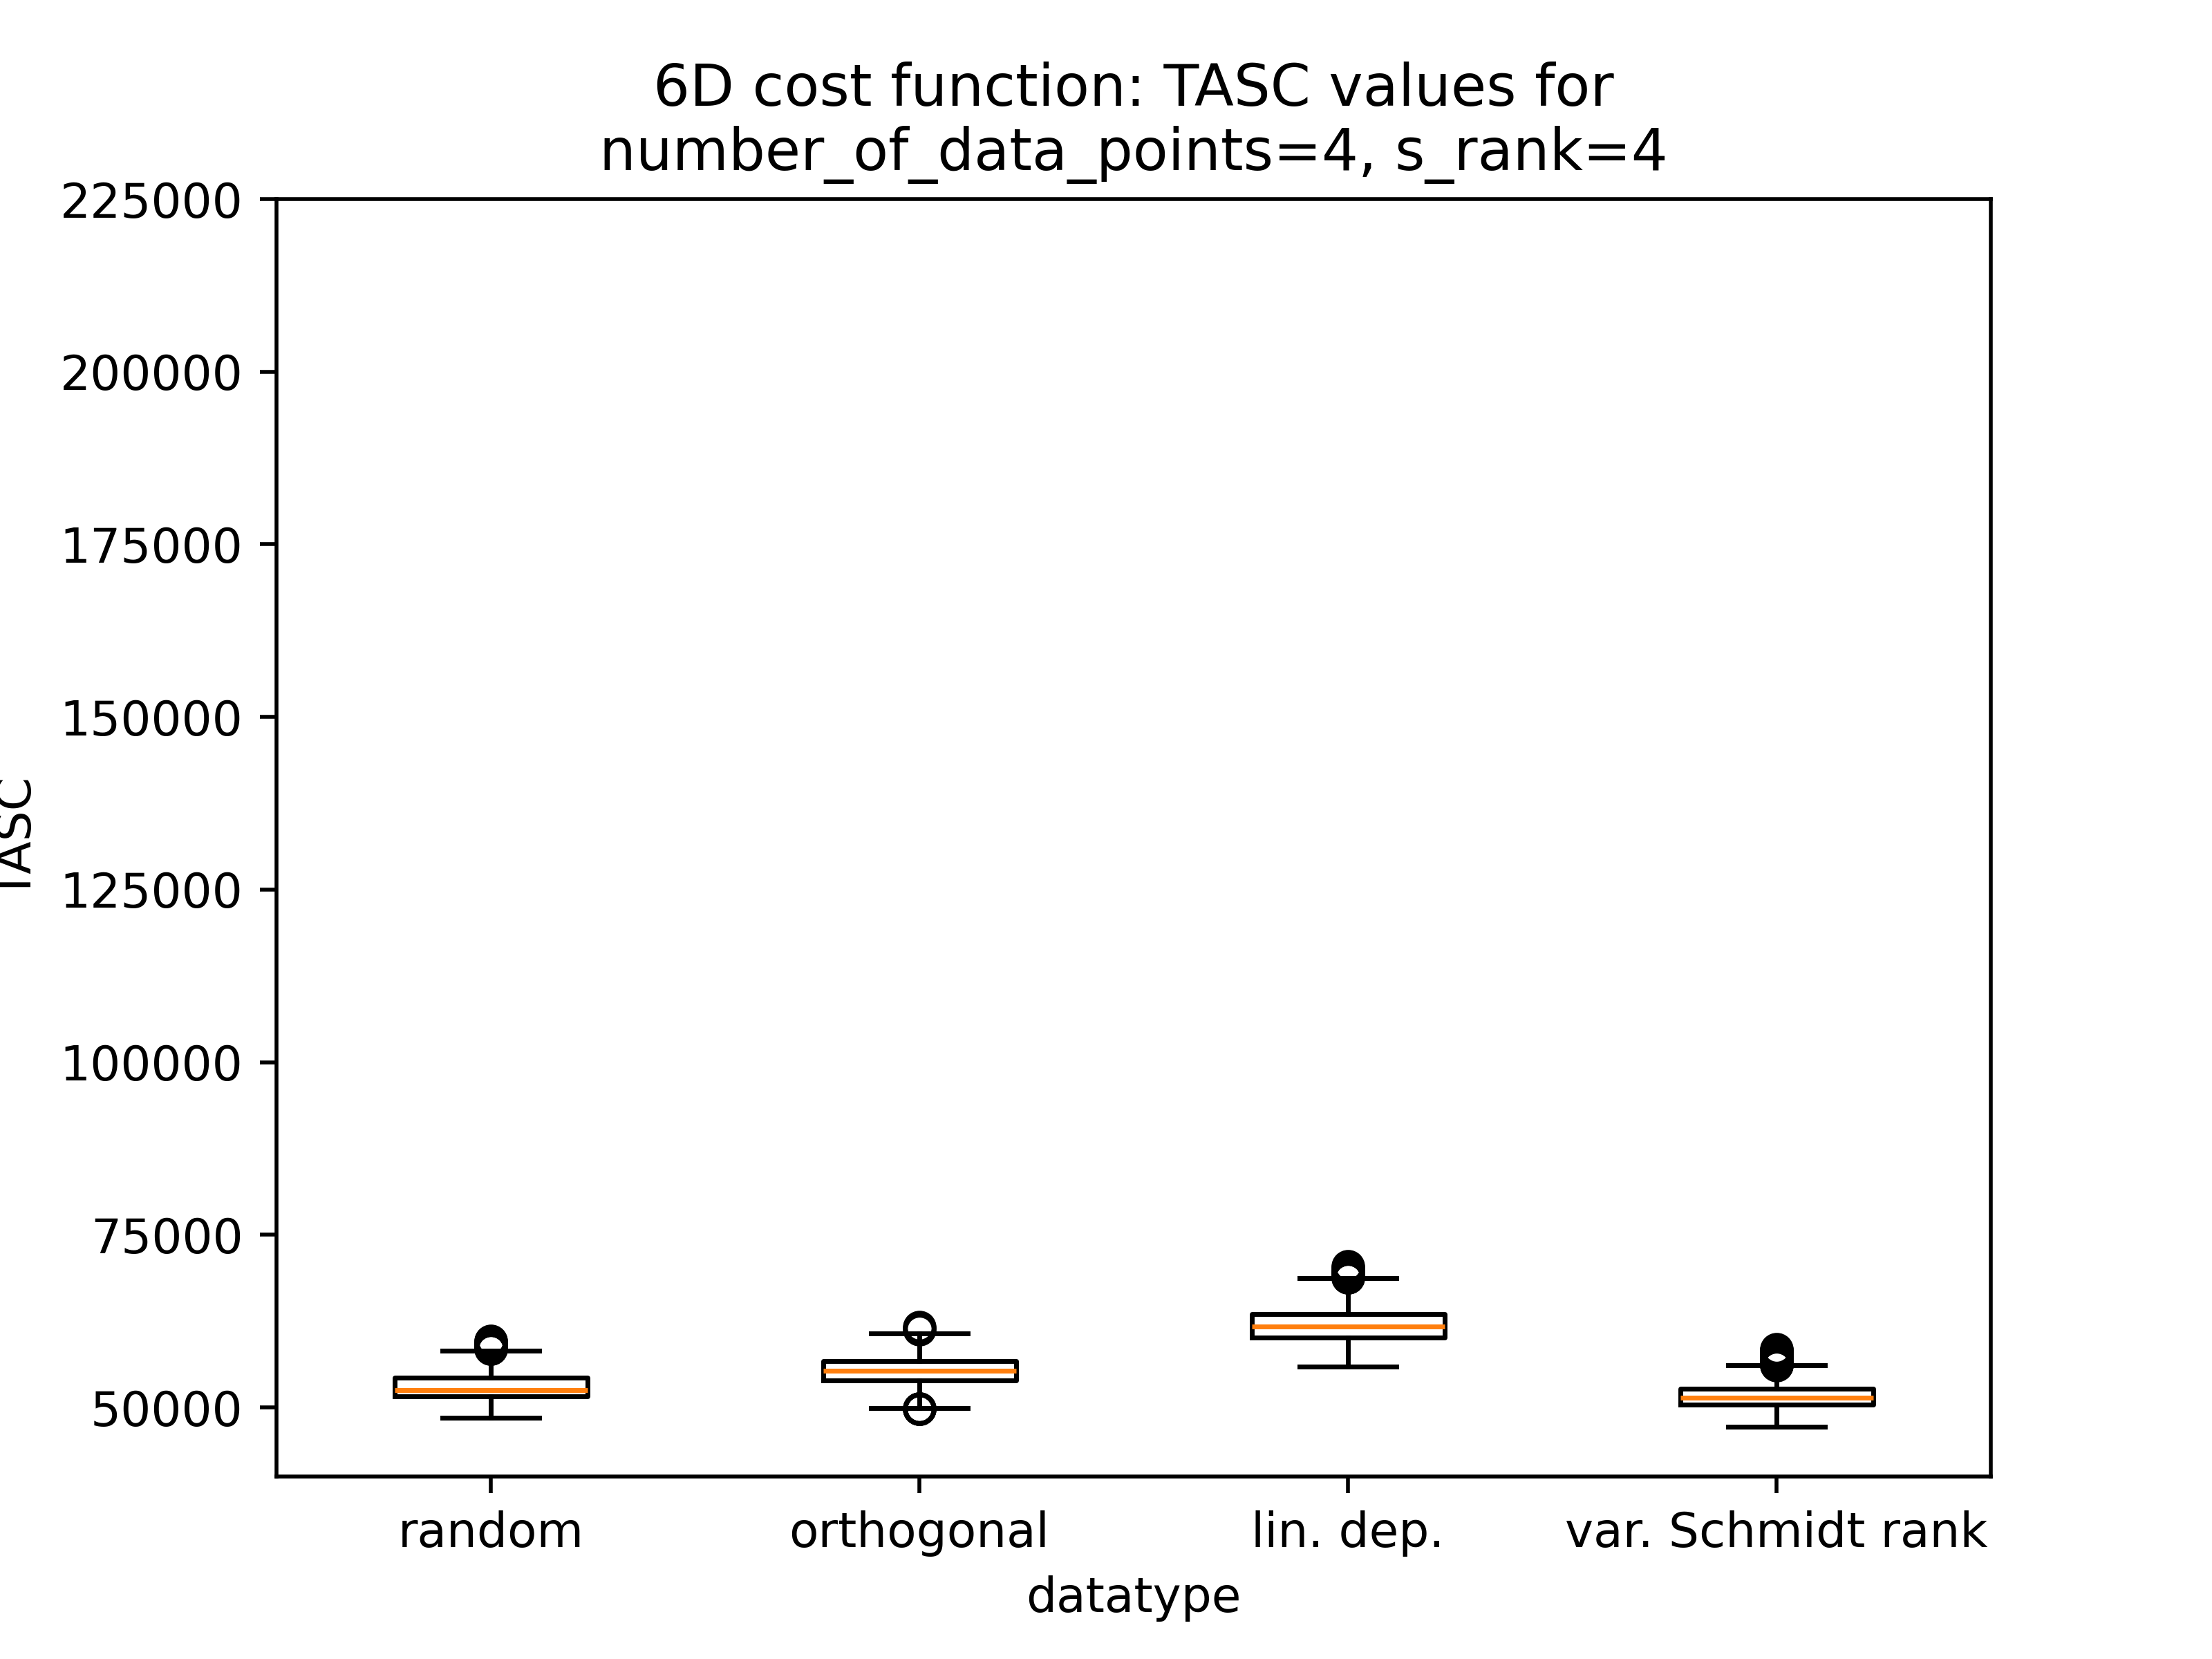 6D cost function: TASC values for
number_of_data_points=4, s_rank=4
225000
200000
175000
150000
125000
100000
75000
50000
TASC
random
orthogonal
lin. dep.
var. Schmidt rank
datatype